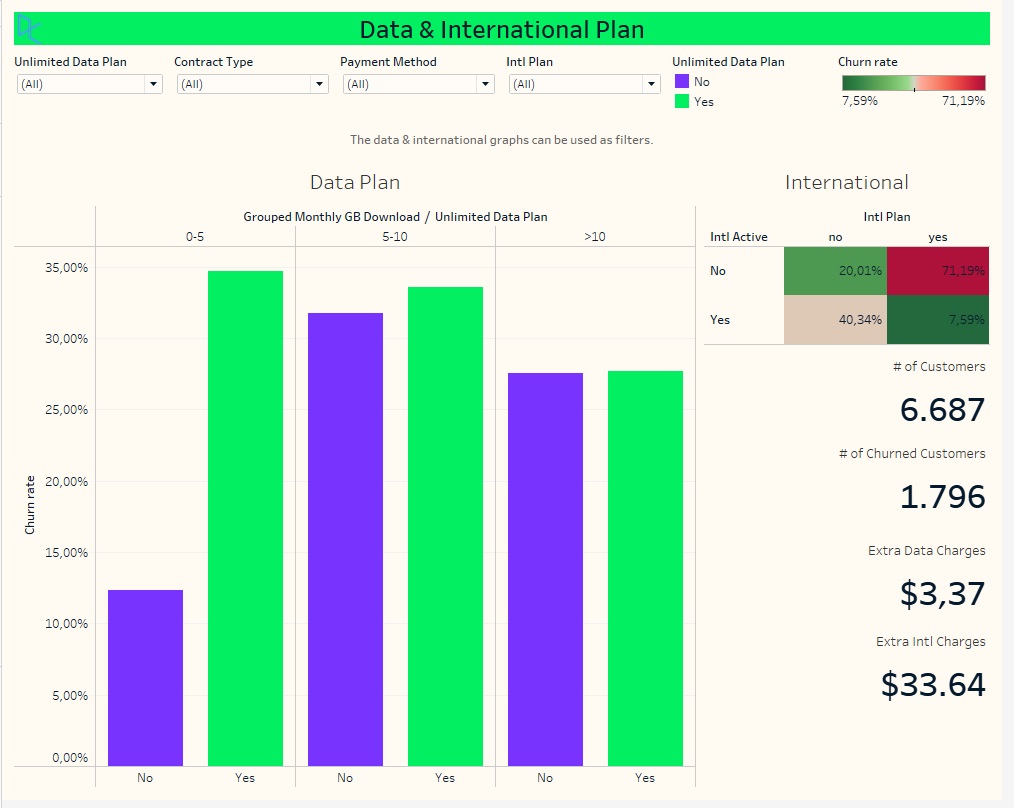 Data & International Plan
Unlimited Data Plan
Contract Type
Payment Method
Intl Plan
Unlimited Data Plan
Churn rate
(All)
(All)
(All)
(All)
No
Yes
7,59%
71,19%
The data & international graphs can be used as filters.
Data Plan
Grouped Monthly GB Download / Unlimited Data Plan
0-5
5-10
>10
35,00%
30,00%
25,00%
20,00%
15,00%
10,00%
5,00%
0,00%
Churn rate
No
Yes
No
Yes
No
Yes
International
Intl Plan
Intl Active
no
yes
No
20,01%
71,19%
Yes
40,34%
7,59%
# of Customers
6.687
# of Churned Customers
1.796
Extra Data Charges
$3,37
Extra Intl Charges
$33.64